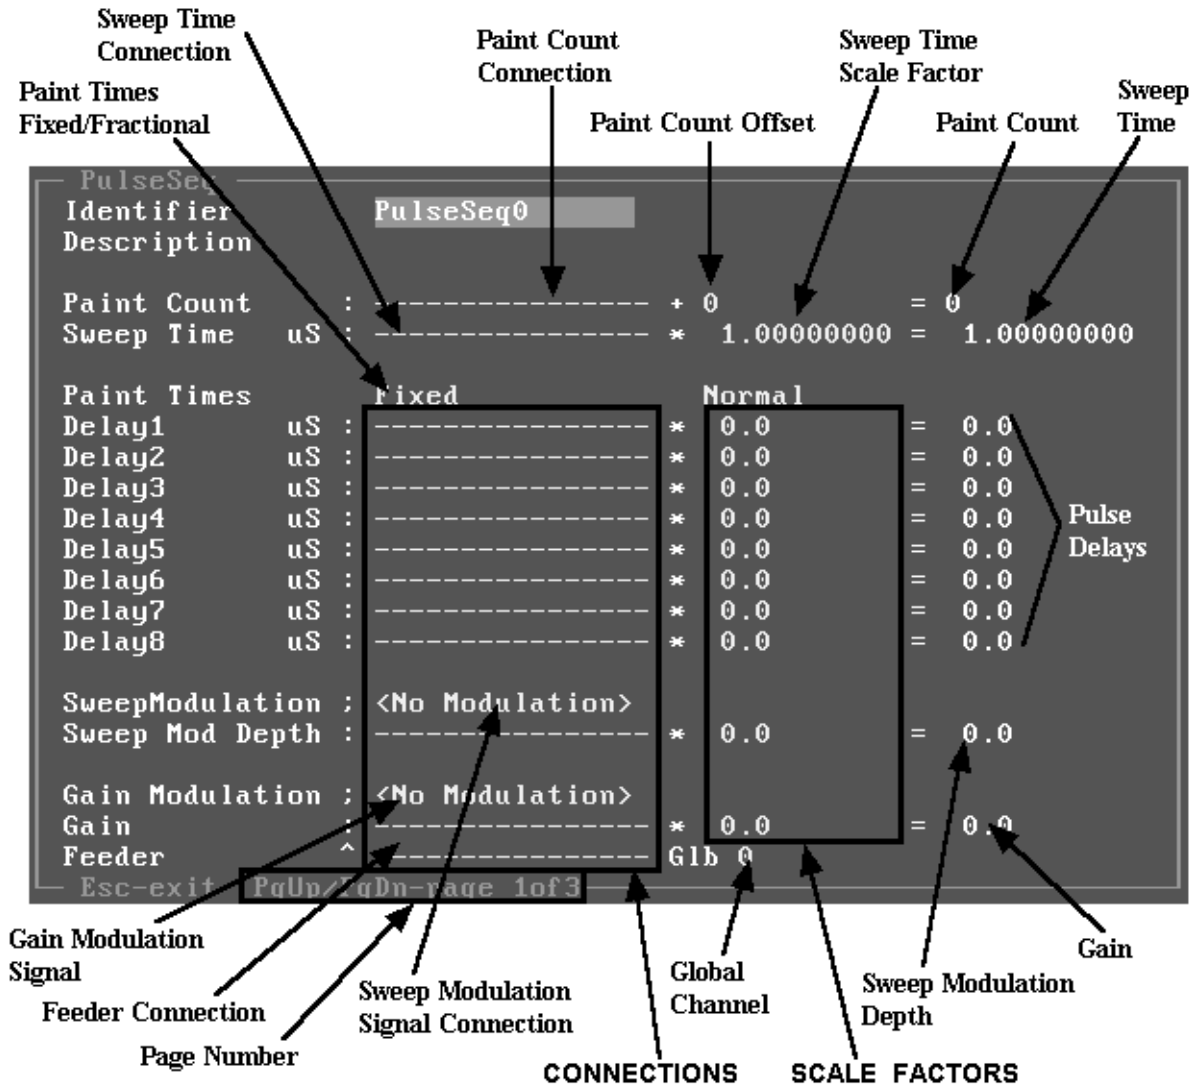 Sweep Time
Connection
Paint Count
Connection
Sweep Time
Scale Factor
Sweep
Time
Paint Times
Fixed/Fractional
Paint Count Offset
Paint Count
PulseSeq
Identifier PulseSeq0
Description
Paint Count : -------------------- + 0 = 0
Sweep Time uS : -------------------- * 1.00000000 = 1.00000000
Paint Times Fixed Normal
Delay1 uS : -------------------- * 0.0 = 0.0
Delay2 uS : -------------------- * 0.0 = 0.0
Delay3 uS : -------------------- * 0.0 = 0.0
Delay4 uS : -------------------- * 0.0 = 0.0
Delay5 uS : -------------------- * 0.0 = 0.0
Delay6 uS : -------------------- * 0.0 = 0.0
Delay7 uS : -------------------- * 0.0 = 0.0
Delay8 uS : -------------------- * 0.0 = 0.0
Pulse
Delays
SweepModulation ; <No Modulation>
Sweep Mod Depth : -------------------- * 0.0 = 0.0
Gain Modulation ; <No Modulation>
Gain : -------------------- * 0.0 = 0.0
Feeder ^ -------------------- Glb 0
Esc-exit PgUp/PgDn-page 1of3
Gain Modulation
Signal
Feeder Connection
Page Number
Sweep Modulation
Signal Connection
Global
Channel
Sweep Modulation
Depth
Gain
CONNECTIONS
SCALE FACTORS